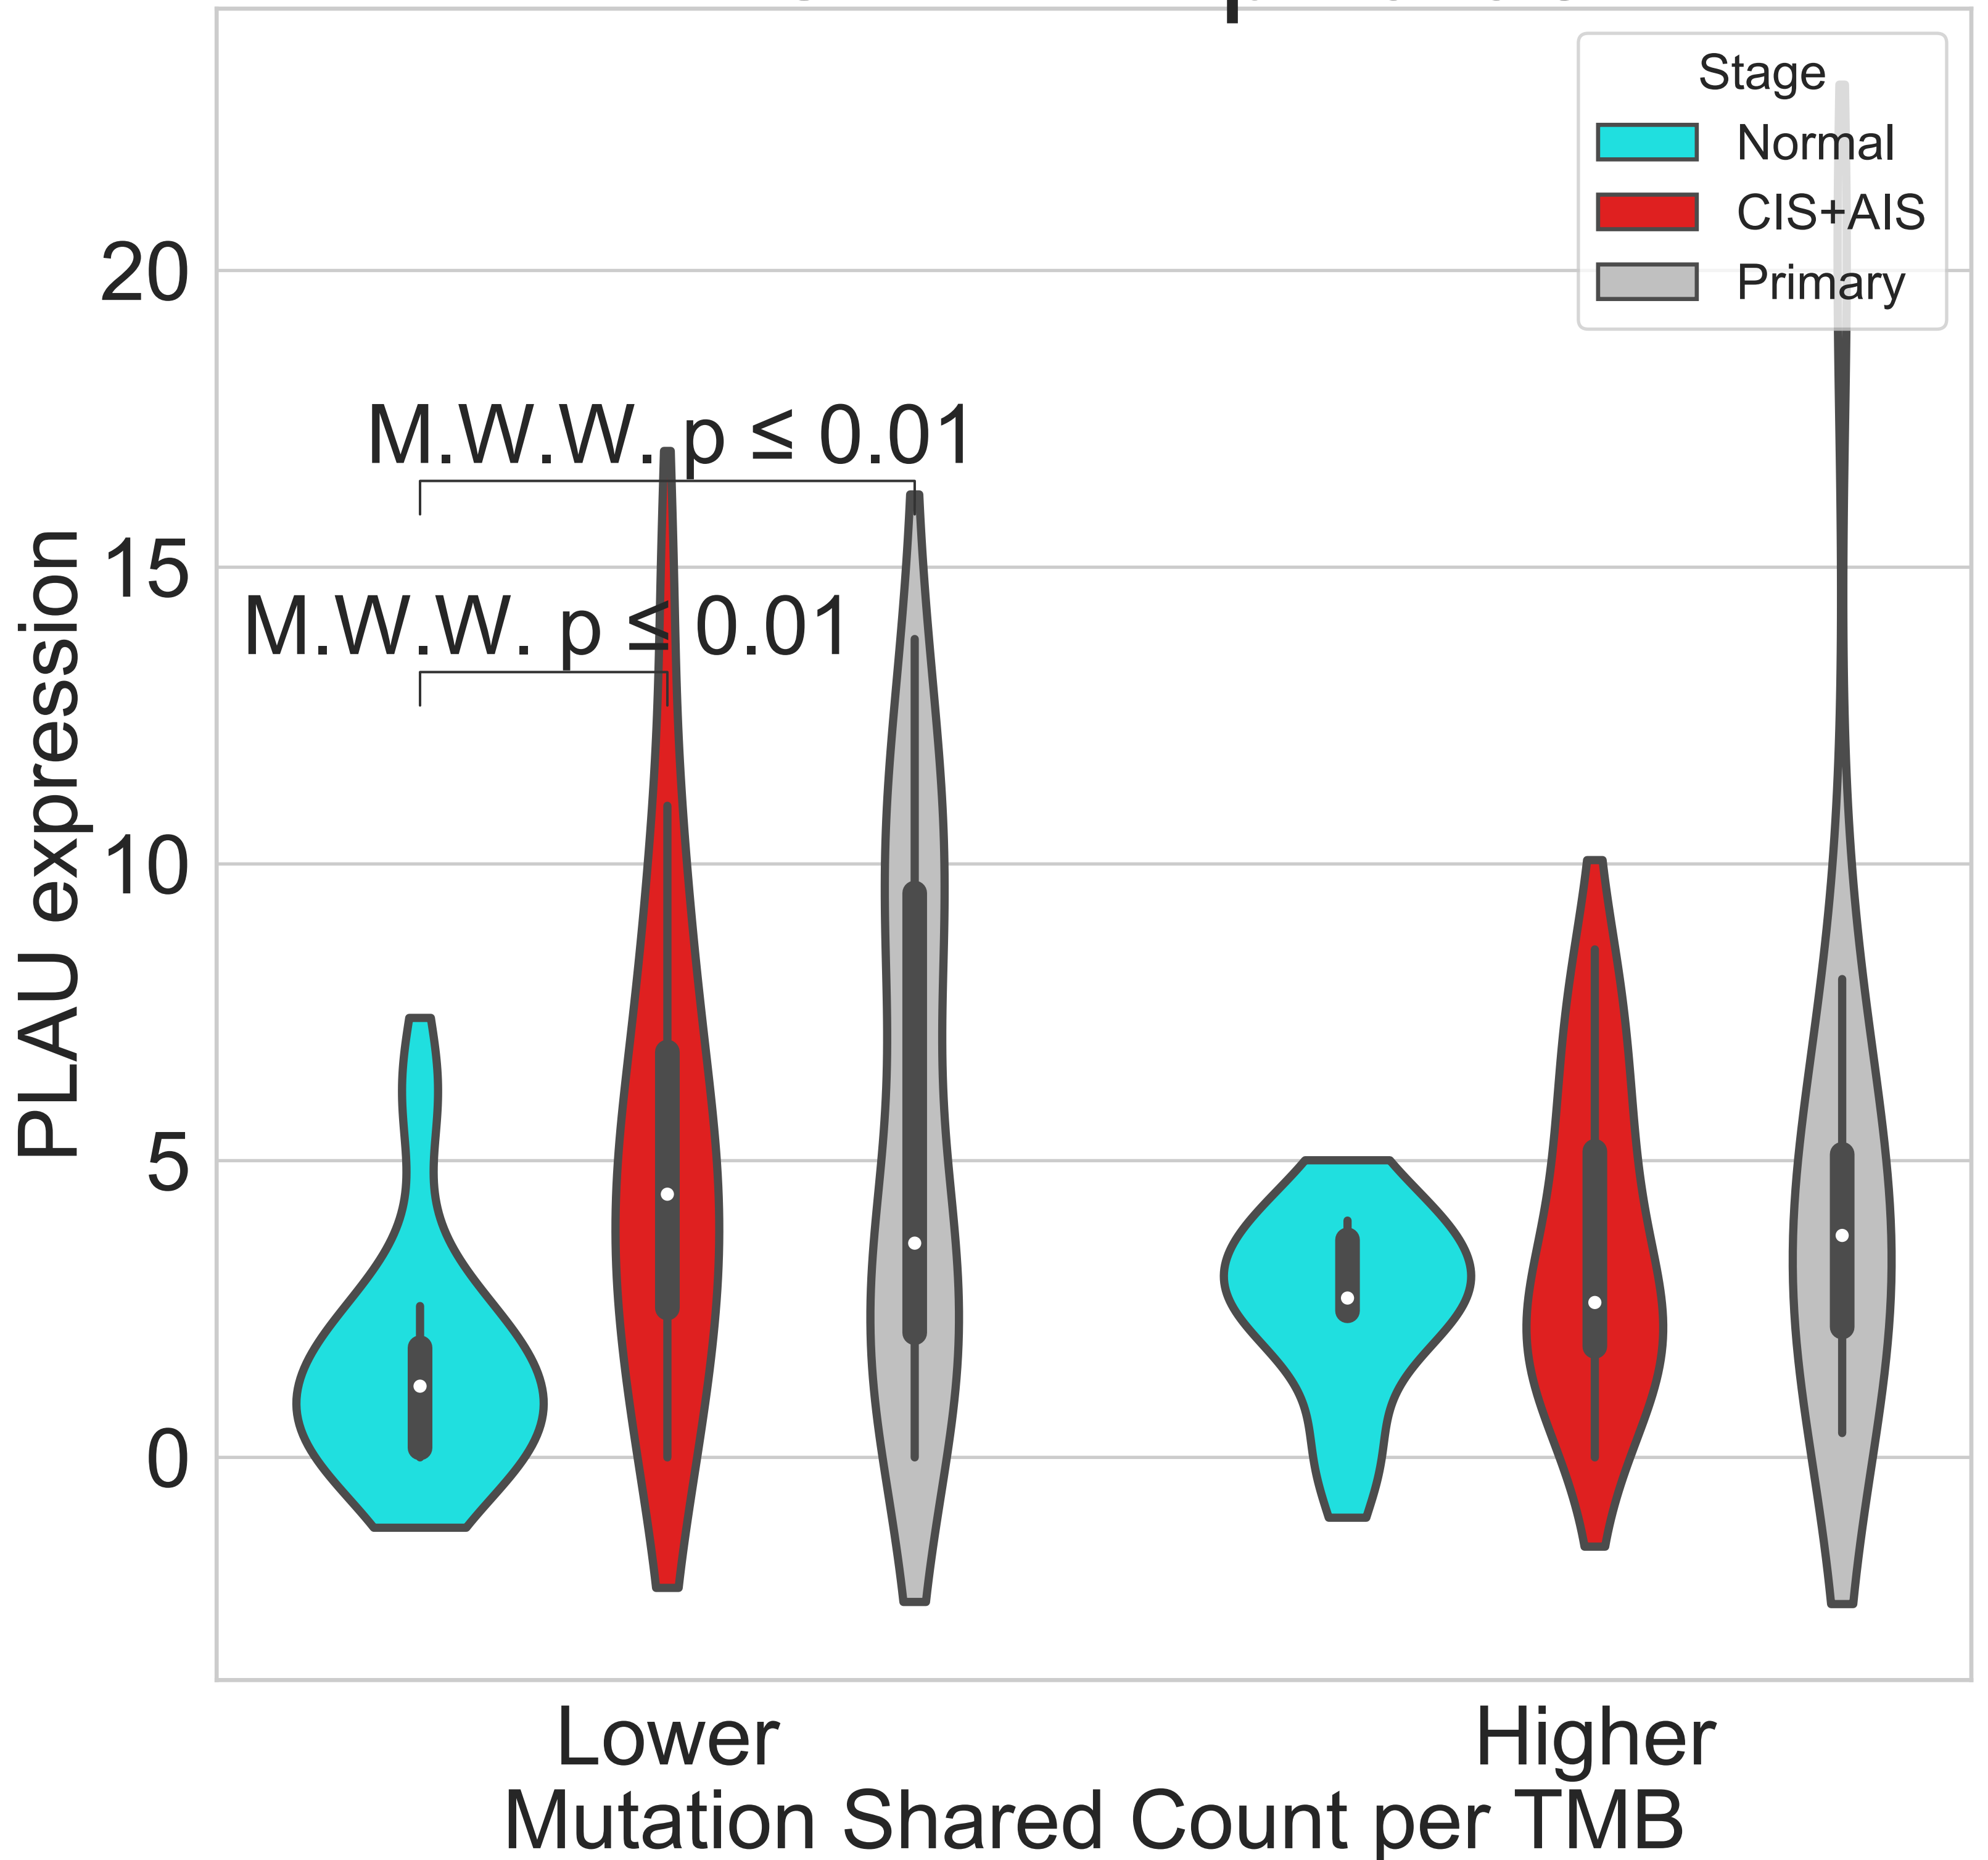 Stage
Normal
CIS+AIS
Primary
20
15
10
5
0
PLAU expression
M.W.W. p ≤ 0.01
M.W.W. p ≤ 0.01
Lower
Higher
Mutation Shared Count per TMB